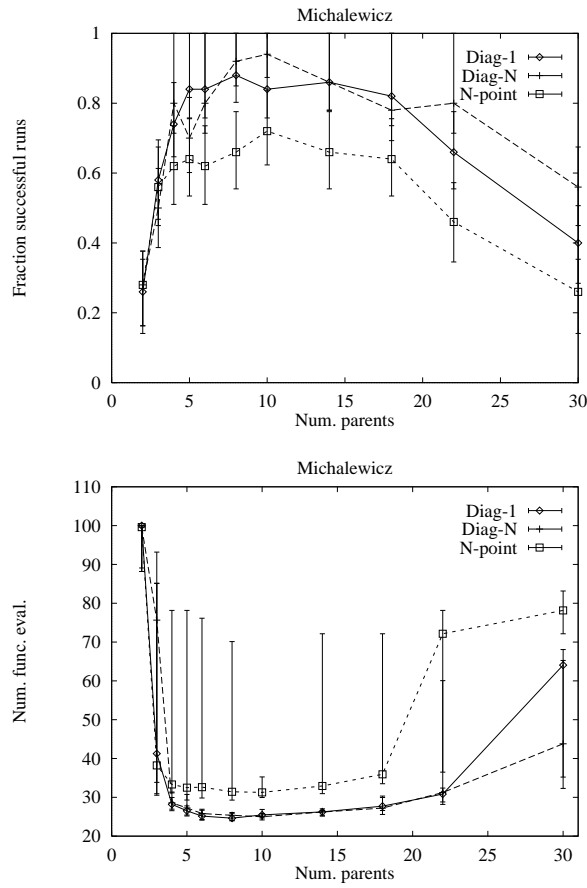 Michalewicz
Fraction successful runs
1
0.8
0.6
0.4
0.2
0
Diag-1
Diag-N
N-point
0 5 10 15 20 25 30
Num. parents
Michalewicz
Num. func. eval.
100
90
80
70
60
50
40
30
20
Diag-1
Diag-N
N-point
0 5 10 15 20 25 30
Num. parents